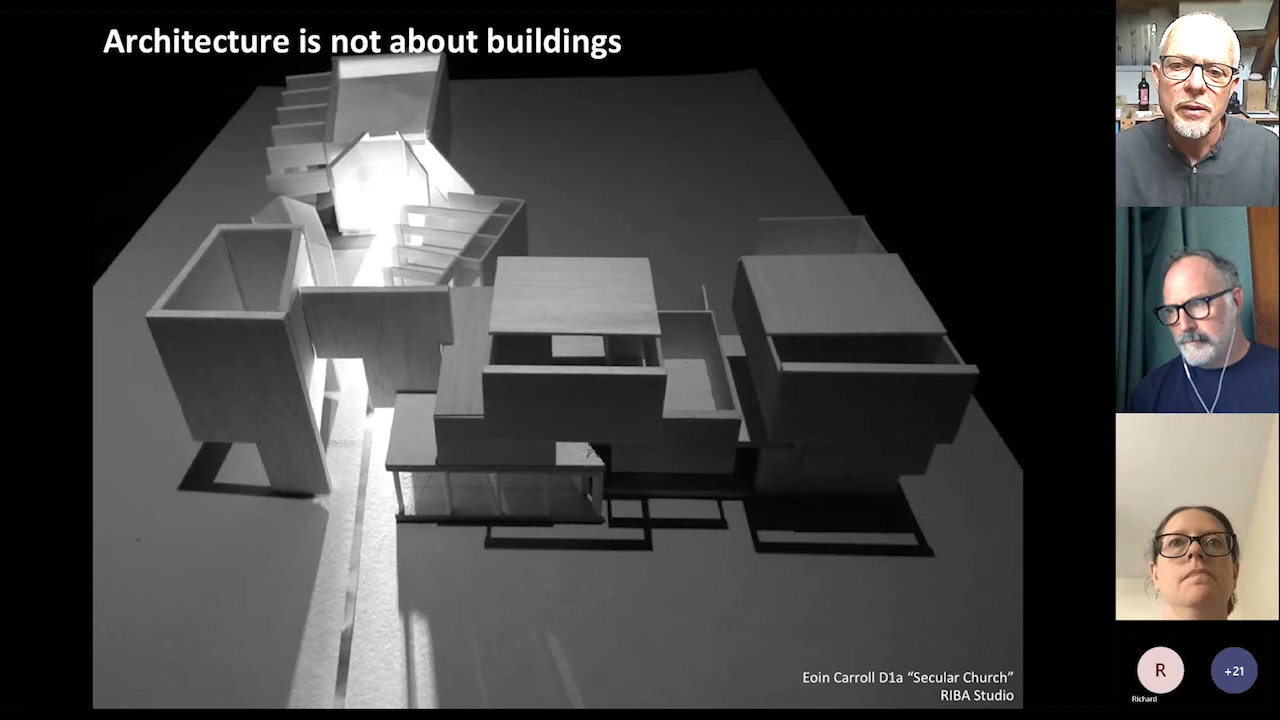 Architecture is not about buildings
Eoin Carroll D1a “Secular Church”
RIBA Studio
R
+21
Richard